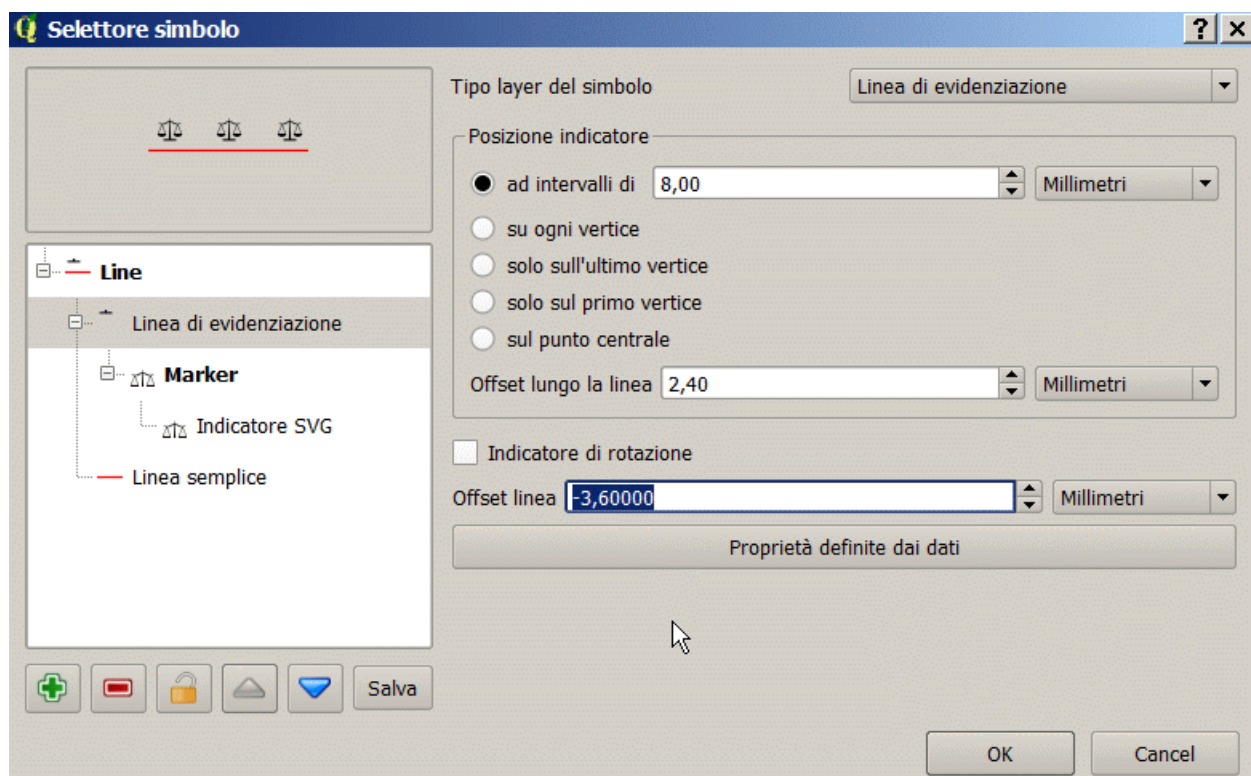 Selettore simbolo
Tipo layer del simbolo
Linea di evidenziazione
Posizione indicatore
ad intervalli di
8,00
Millimetri
su ogni vertice
solo sull'ultimo vertice
solo sul primo vertice
sul punto centrale
Offset lungo la linea
2,40
Millimetri
Indicatore di rotazione
Offset linea
-3,60000
Millimetri
Proprietà definite dai dati
Line
Linea di evidenziazione
Marker
Indicatore SVG
Linea semplice
Salva
OK
Cancel